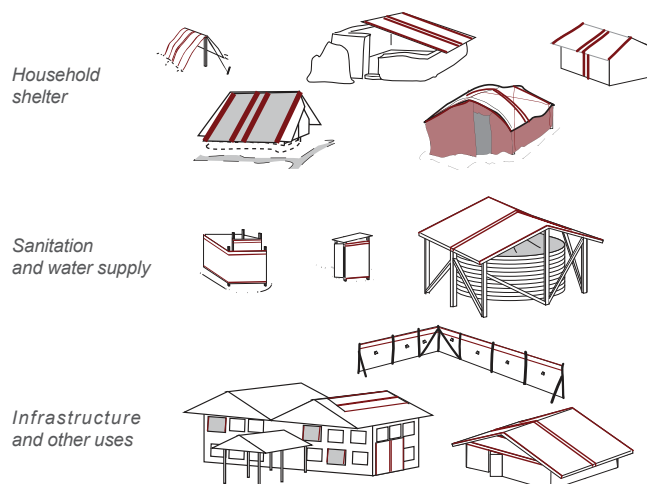 Household
shelter
Sanitation
and water supply
Infrastructure
and other uses